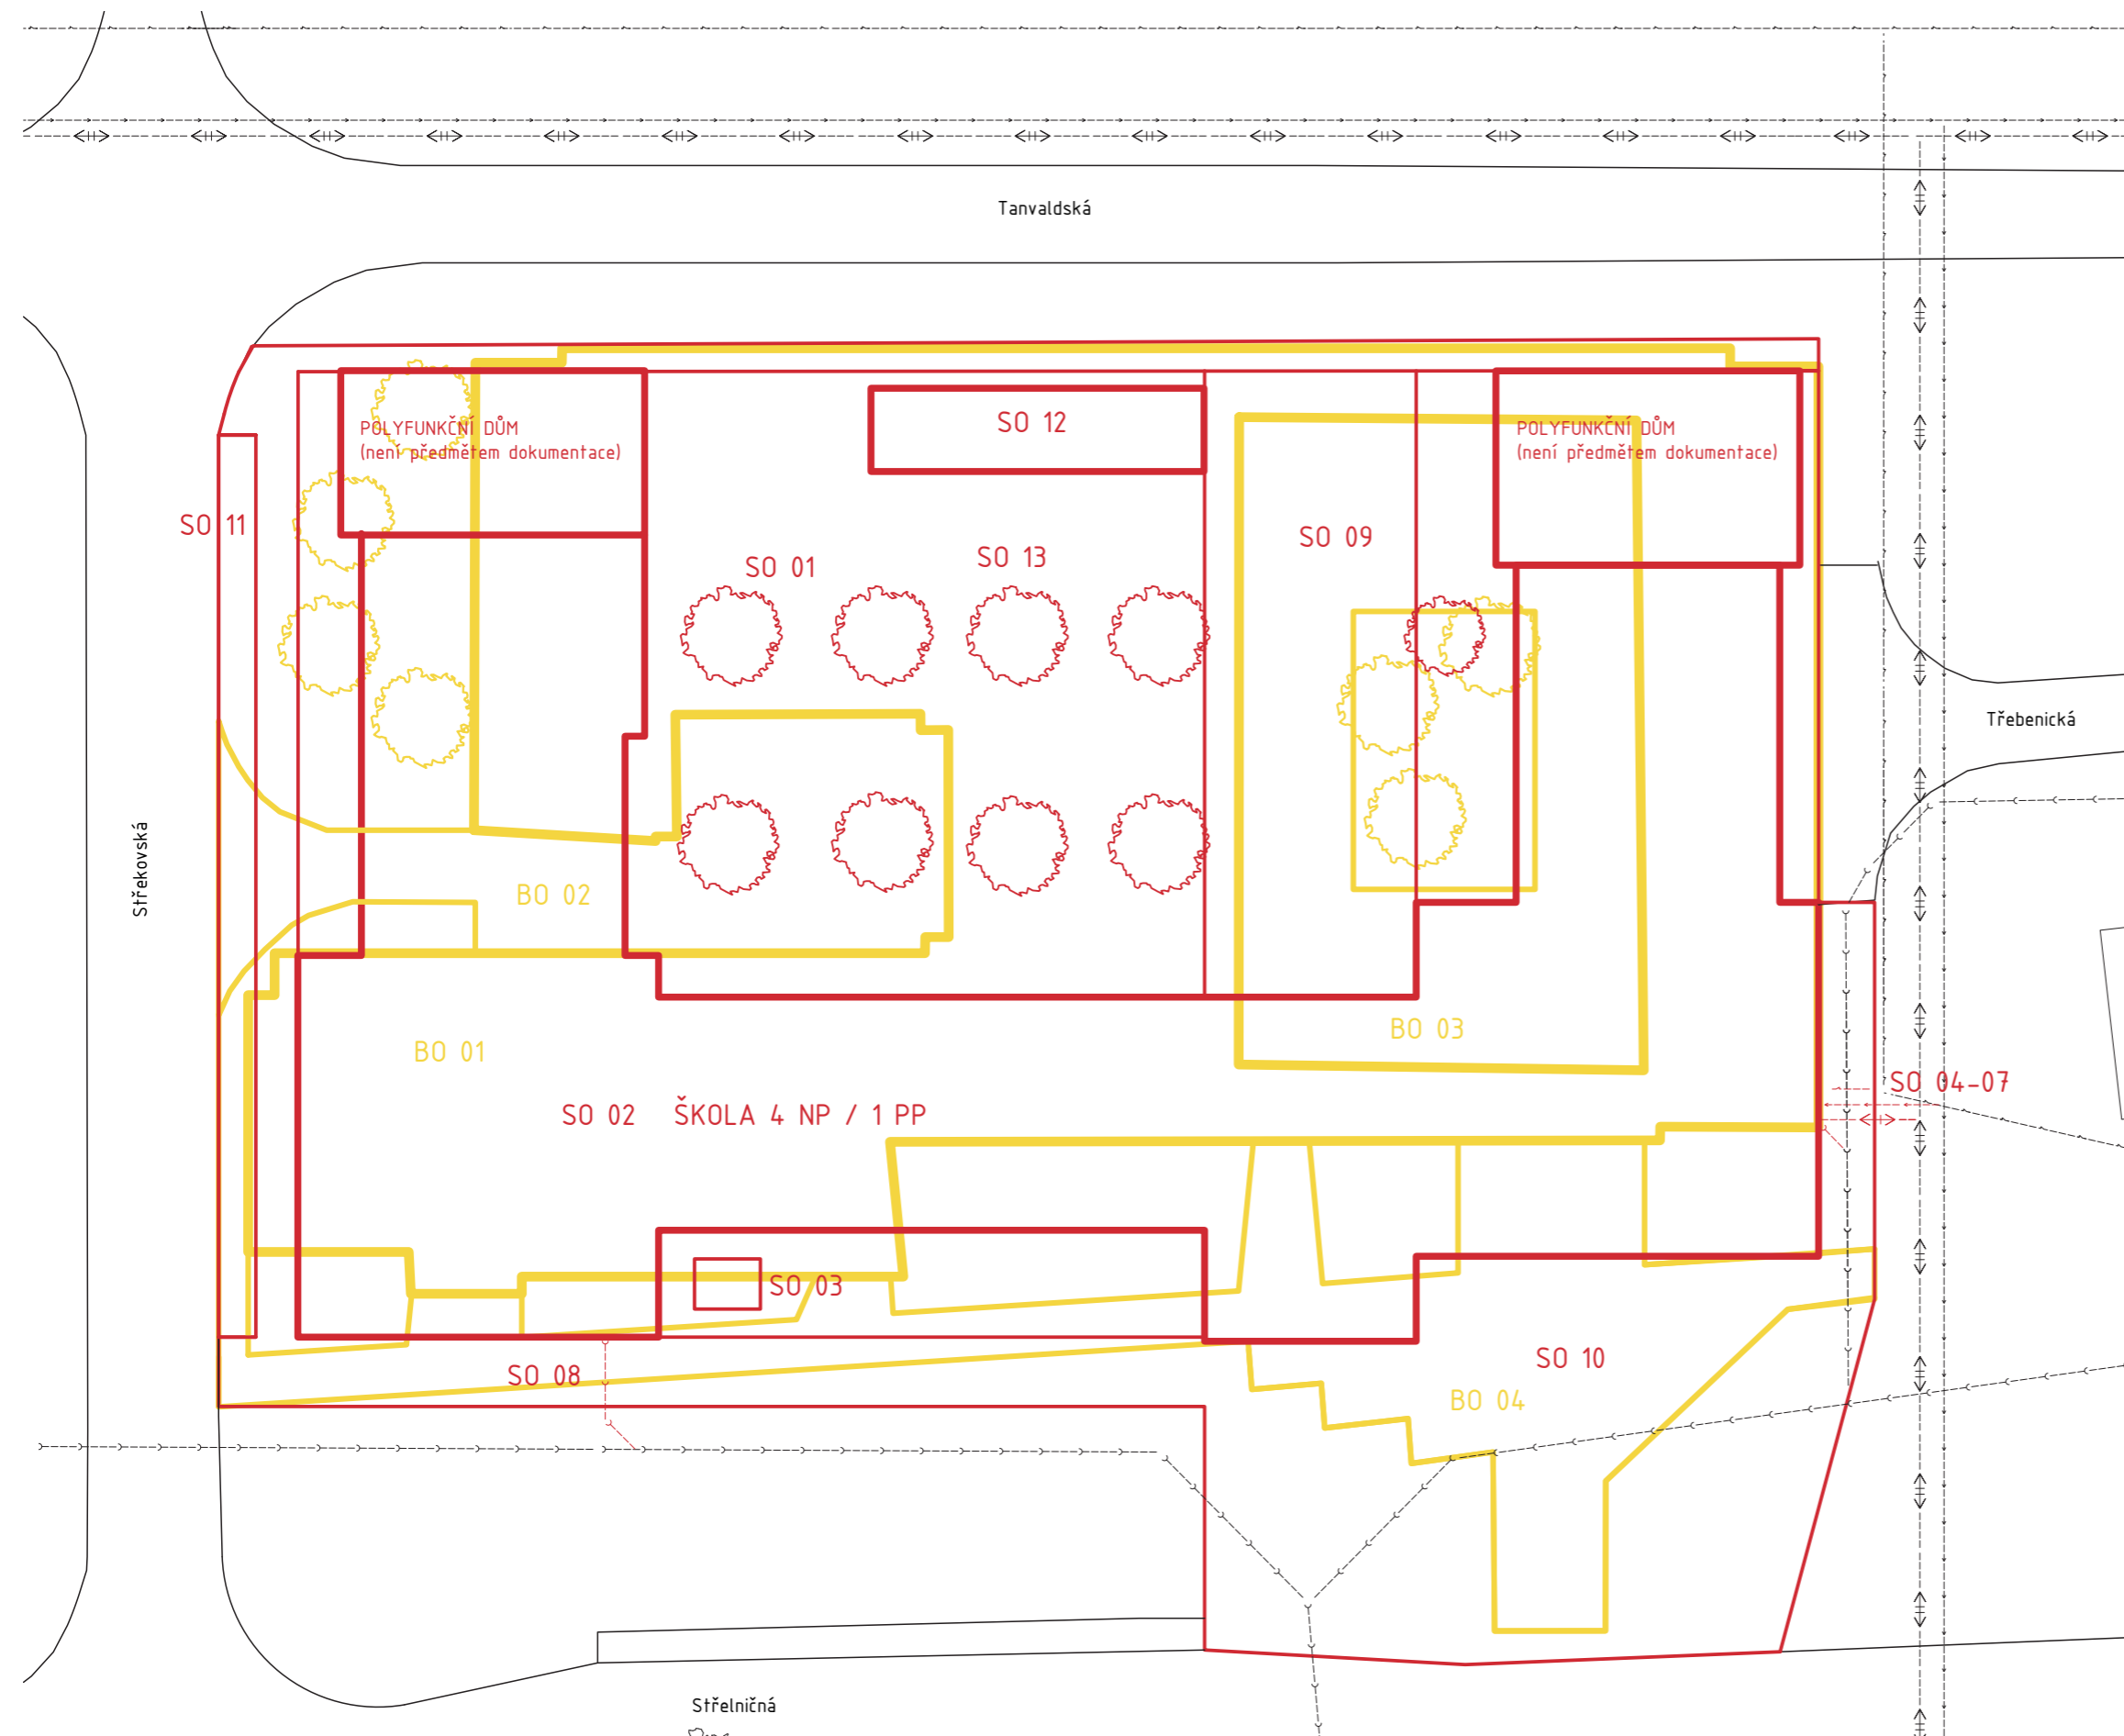 Tanvaldská
SO 12
POLYFUNKČNÍ DŮM
(není předmětem dokumentace)
POLYFUNKČNÍ DŮM
(není předmětem dokumentace)
SO 11
SO 09
SO 13
SO 01
Třebenická
Střekovská
BO 02
BO 03
BO 01
SO 04-07
SO 02 ŠKOLA 4 NP / 1 PP
SO 03
SO 08
SO 10
BO 04
Střelničná